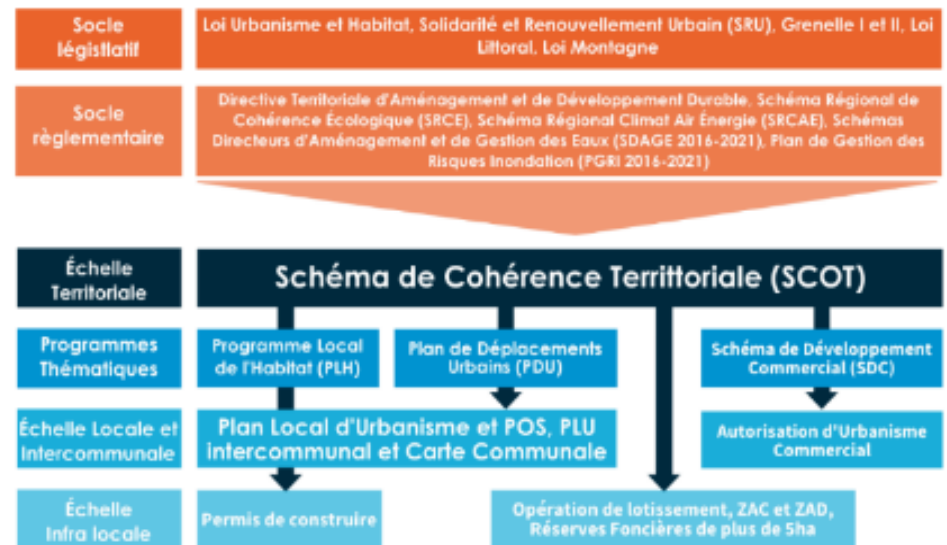 Socle
législatif
Loi Urbanisme et Habitat, Solidarité et Renouvellement Urbain (SRU), Grenelle I et II, Loi
Littoral, Loi Montagne
Socle
règlementaire
Directive Territoriale d'Aménagement et de Développement Durable, Schéma Régional de
Cohérence Écologique (SRCE), Schéma Régional Climat Air Énergie (SRCAE), Schémas
Directeurs d'Aménagement et de Gestion des Eaux (SDAGE 2016-2021), Plan de Gestion des
Risques Inondation (PGRI 2016-2021)
Échelle
Territoriale
Schéma de Cohérence Territtoriale (SCOT)
Programmes
Thématiques
Programme Local
de l'Habitat (PLH)
Plan de Déplacements
Urbains (PDU)
Schéma de Développement
Commercial (SDC)
Échelle Locale et
Intercommunale
Plan Local d'Urbanisme et POS, PLU
intercommunal et Carte Communale
Autorisation d'Urbanisme
Commercial
Échelle
Infra locale
Permis de construire
Opération de lotissement, ZAC et ZAD,
Réserves Foncières de plus de 5ha